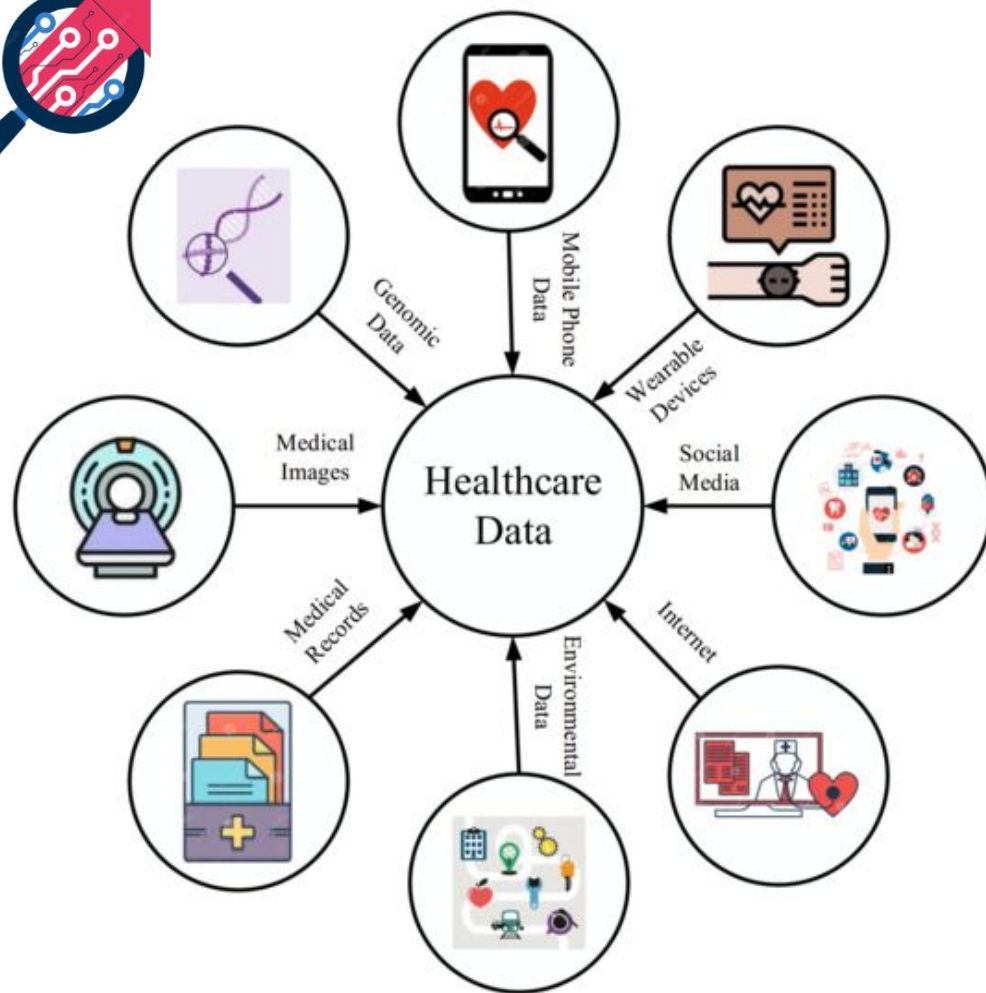 Mobile Phone
Data
Genomic
Data
Wearable
Devices
Medical
Images
Healthcare
Data
Social
Media
Medical
Records
Environmental
Data
Internet